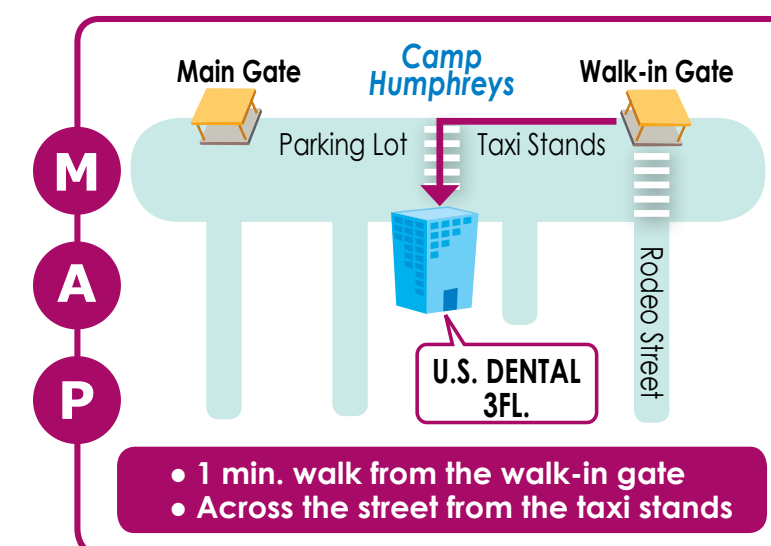 Main Gate
Camp
Humphreys
Walk-in Gate
Parking Lot
Taxi Stands
M
A
P
Rodeo Street
U.S. DENTAL
3FL.
● 1 min. walk from the walk-in gate
● Across the street from the taxi stands